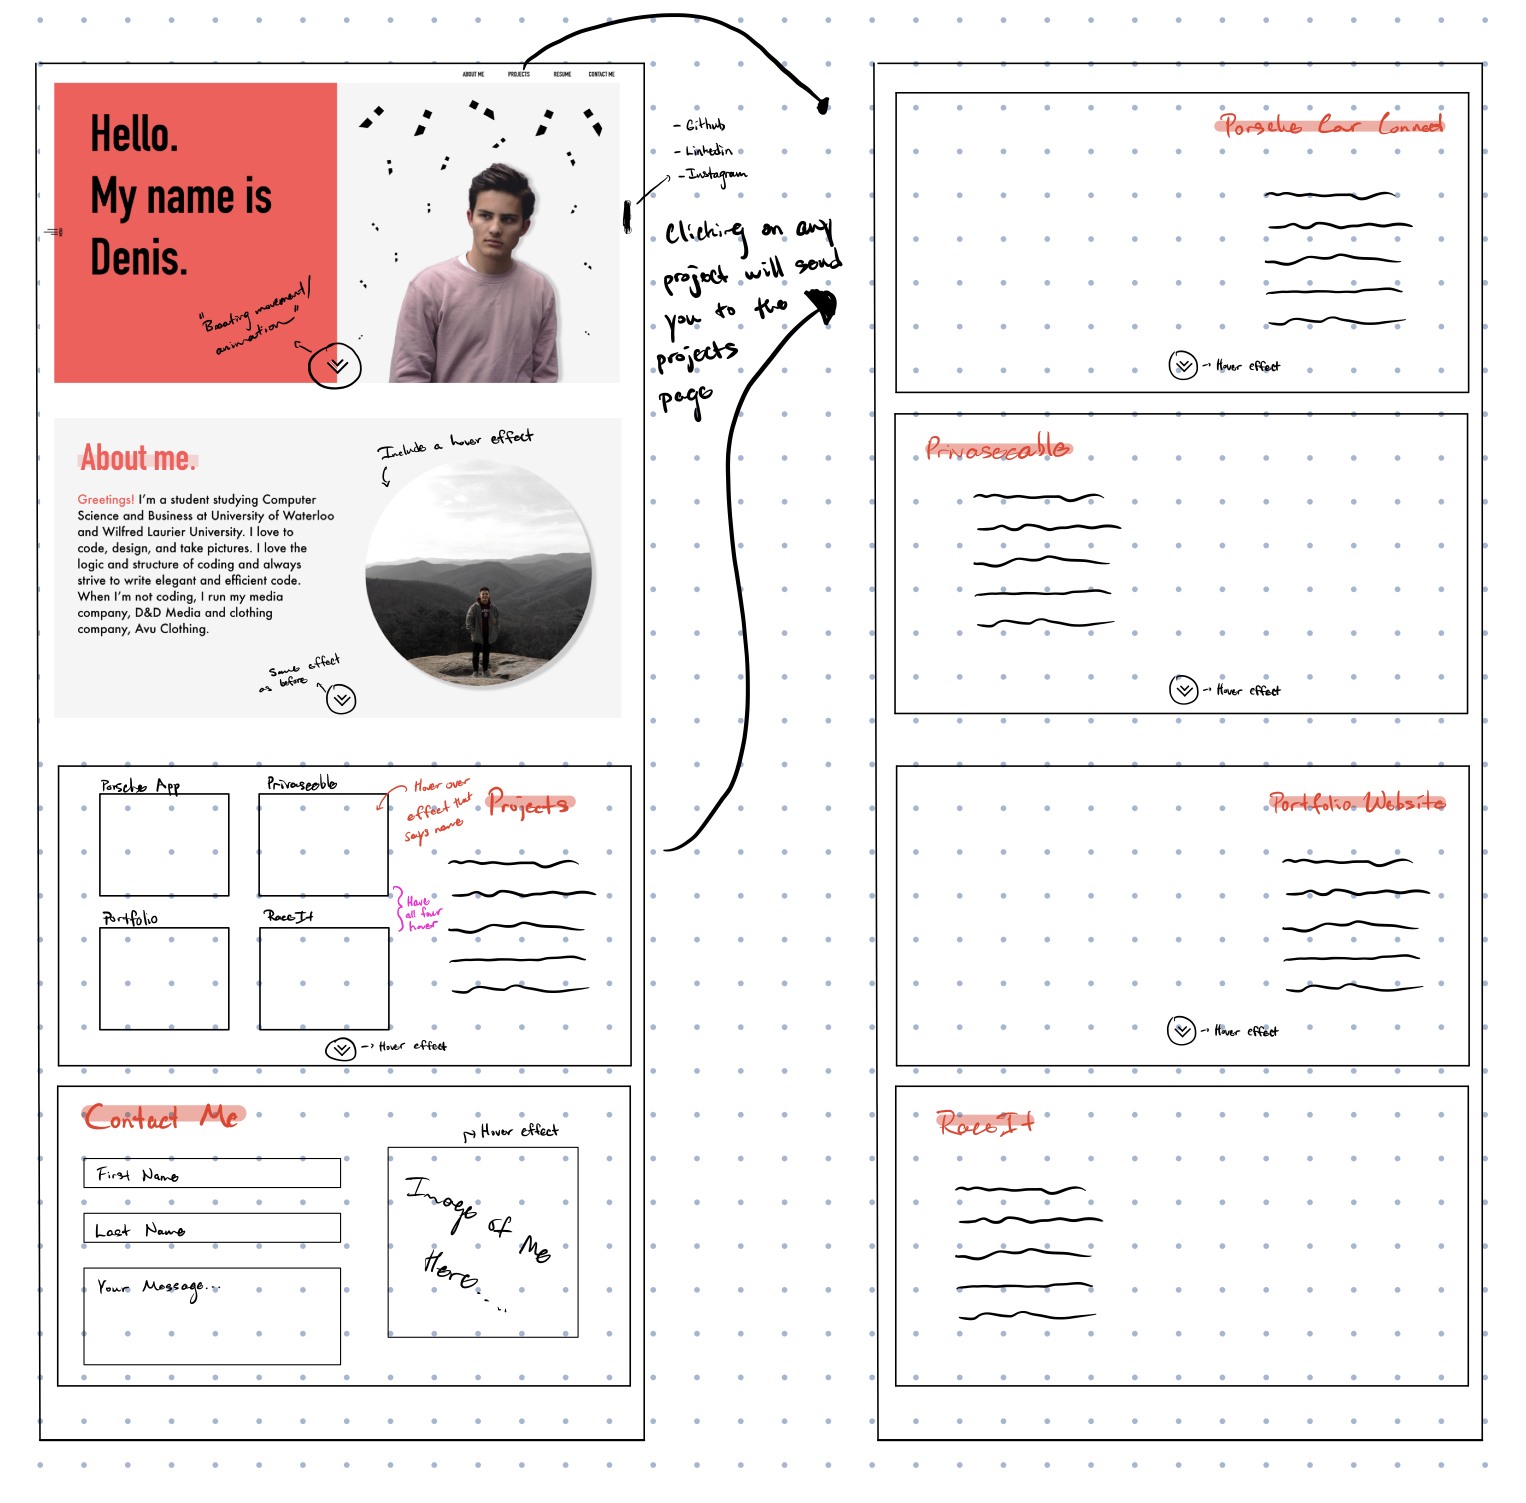 ABOUT ME PROJECTS RESUME CONTACT ME
Hello.
My name is
Denis.
"Beating movement/
animation"
- Github
- Linkedin
- Instagram
Clicking on any
project will send
you to the
projects
page
About me.
Include a hover effect
Greetings! I'm a student studying Computer
Science and Business at University of Waterloo
and Wilfred Laurier University. I love to
code, design, and take pictures. I love the
logic and structure of coding and always
strive to write elegant and efficient code.
When I'm not coding, I run my media
company, D&D Media and clothing
company, Avu Clothing.
Same effect
as before
Porsche App
Privaseeable
Hover over
effect that
says name
Projects
Portfolio
RaceIt
Have
all four
hover
Hover effect
Contact Me
First Name
Last Name
Your Message...
Hover effect
Image of Me
Here....
Porsche Car Connect
Hover effect
Privaseeable
Hover effect
Portfolio Website
Hover effect
RaceIt